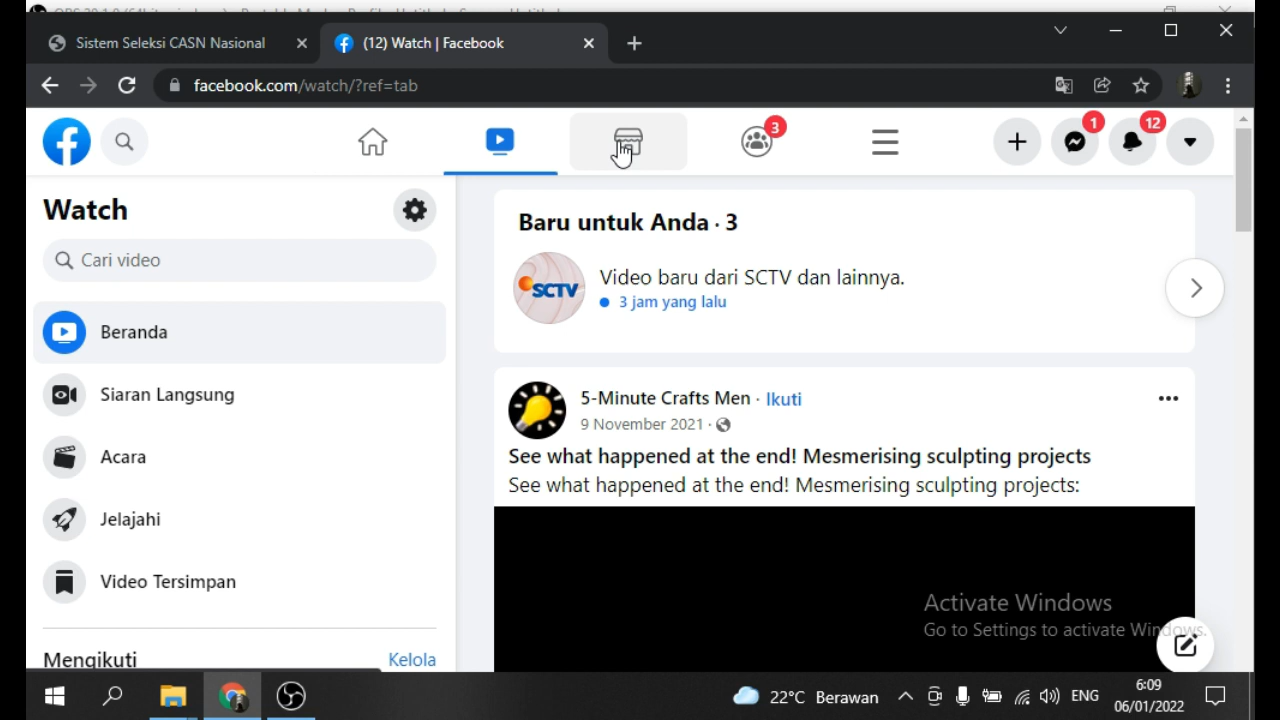 Sistem Seleksi CASN Nasional
(12) Watch | Facebook
facebook.com/watch/?ref=tab
3
1
12
Watch
Cari video
Beranda
Siaran Langsung
Acara
Jelajahi
Video Tersimpan
Mengikuti
Kelola
Baru untuk Anda · 3
SCTV
Video baru dari SCTV dan lainnya.
3 jam yang lalu
5-Minute Crafts Men · Ikuti
9 November 2021 ·
See what happened at the end! Mesmerising sculpting projects
See what happened at the end! Mesmerising sculpting projects:
Activate Windows
Go to Settings to activate Windows.
22°C Berawan
ENG
6:09
06/01/2022